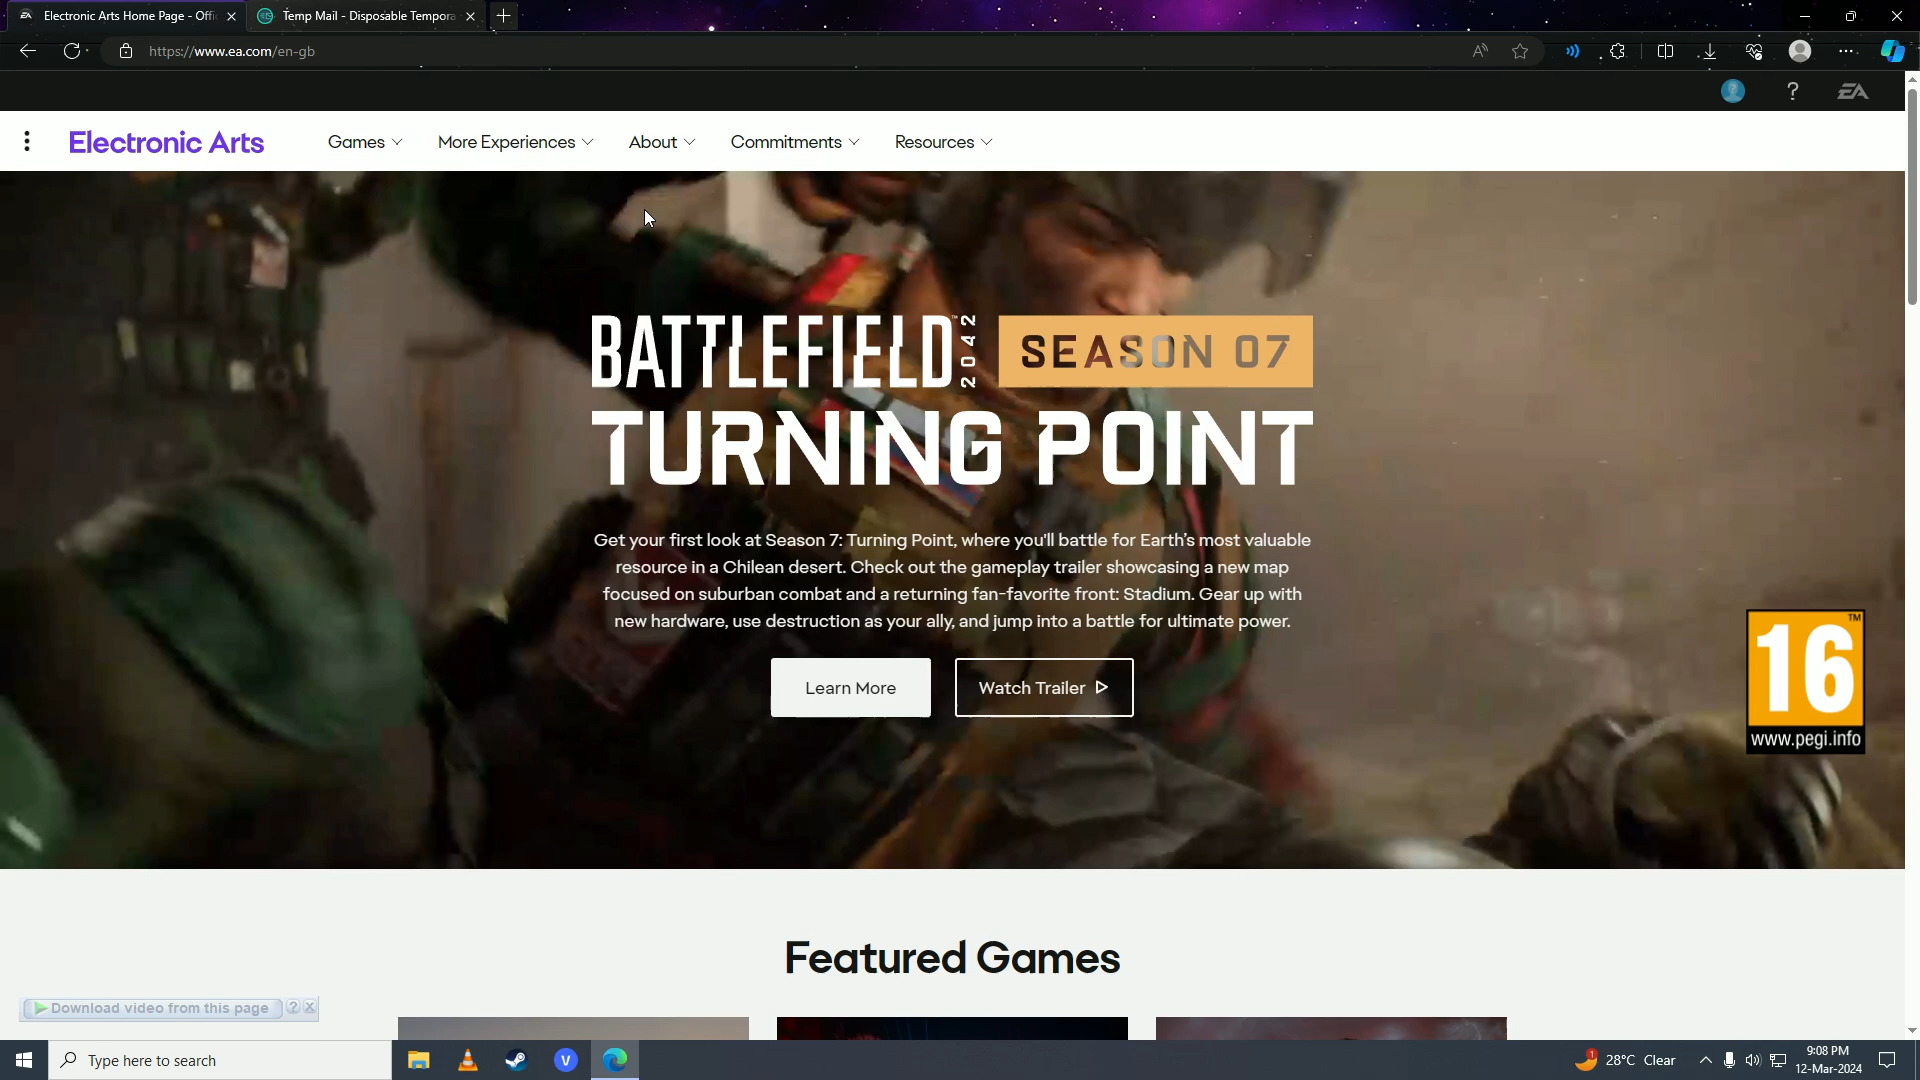 Electronic Arts Home Page - Offi
Temp Mail - Disposable Tempora
https://www.ea.com/en-gb
EA
Electronic Arts
Games
More Experiences
About
Commitments
Resources
BATTLEFIELD™ 2042 SEASON 07
TURNING POINT
Get your first look at Season 7: Turning Point, where you'll battle for Earth's most valuable
resource in a Chilean desert. Check out the gameplay trailer showcasing a new map
focused on suburban combat and a returning fan-favorite front: Stadium. Gear up with
new hardware, use destruction as your ally, and jump into a battle for ultimate power.
Learn More
Watch Trailer
16™
www.pegi.info
Featured Games
Download video from this page
Type here to search
V
1
28°C Clear
9:08 PM
12-Mar-2024